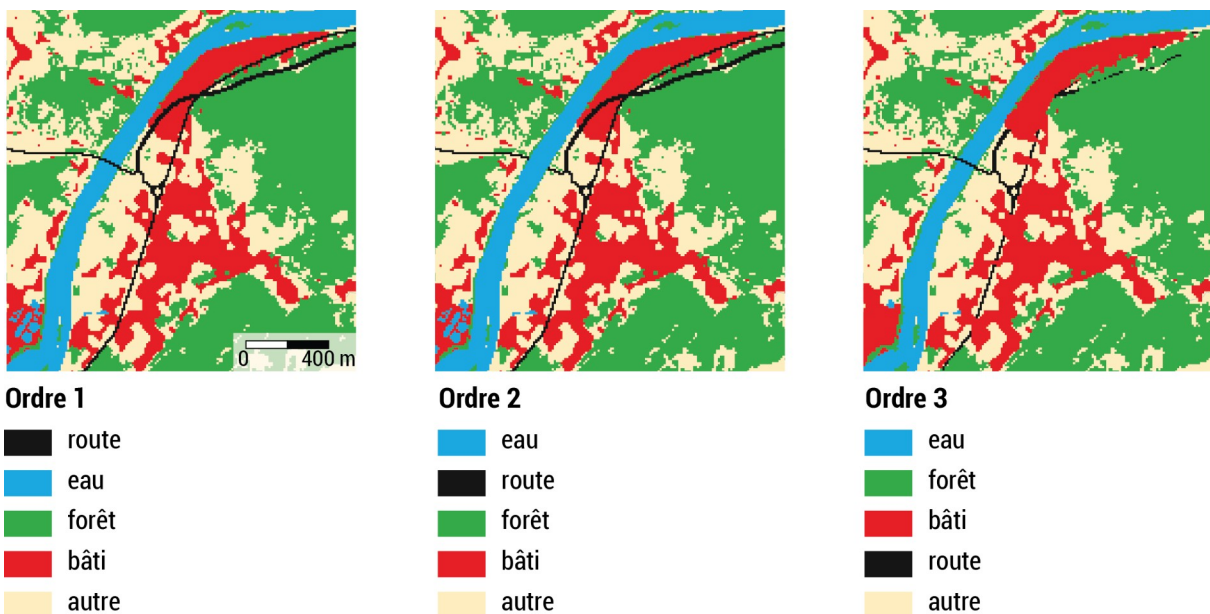 0 400 m
Ordre 1
route
eau
forêt
bâti
autre
Ordre 2
eau
route
forêt
bâti
autre
Ordre 3
eau
forêt
bâti
route
autre